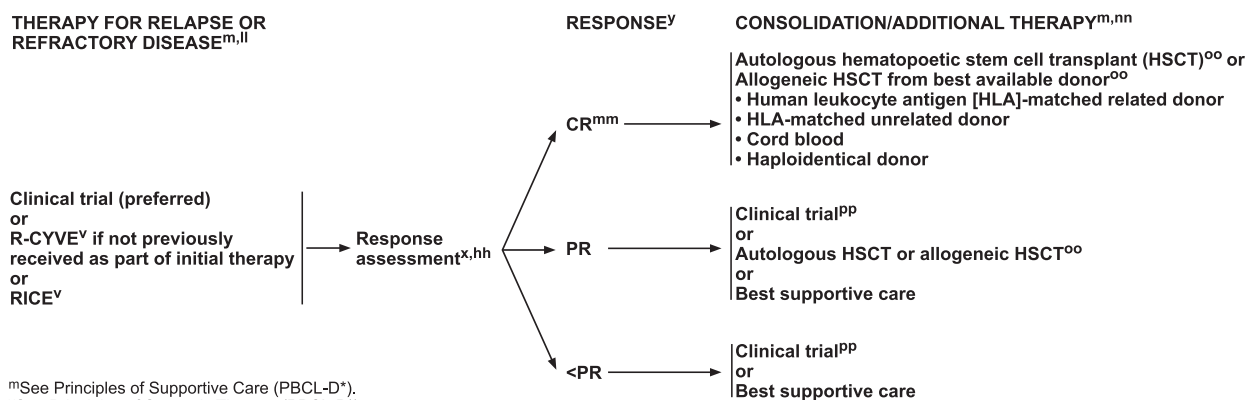 THERAPY FOR RELAPSE OR
REFRACTORY DISEASEm,ll
Clinical trial (preferred)
or
R-CYVEv if not previously
received as part of initial therapy
or
RICEv
Response
assessmentx,hh
RESPONSEy
CRmm
PR
<PR
CONSOLIDATION/ADDITIONAL THERAPYm,nn
Autologous hematopoetic stem cell transplant (HSCT)oo or
Allogeneic HSCT from best available donoroo
• Human leukocyte antigen [HLA]-matched related donor
• HLA-matched unrelated donor
• Cord blood
• Haploidentical donor
Clinical trialpp
or
Autologous HSCT or allogeneic HSCToo
or
Best supportive care
Clinical trialpp
or
Best supportive care
mSee Principles of Supportive Care (PBCL-D*).